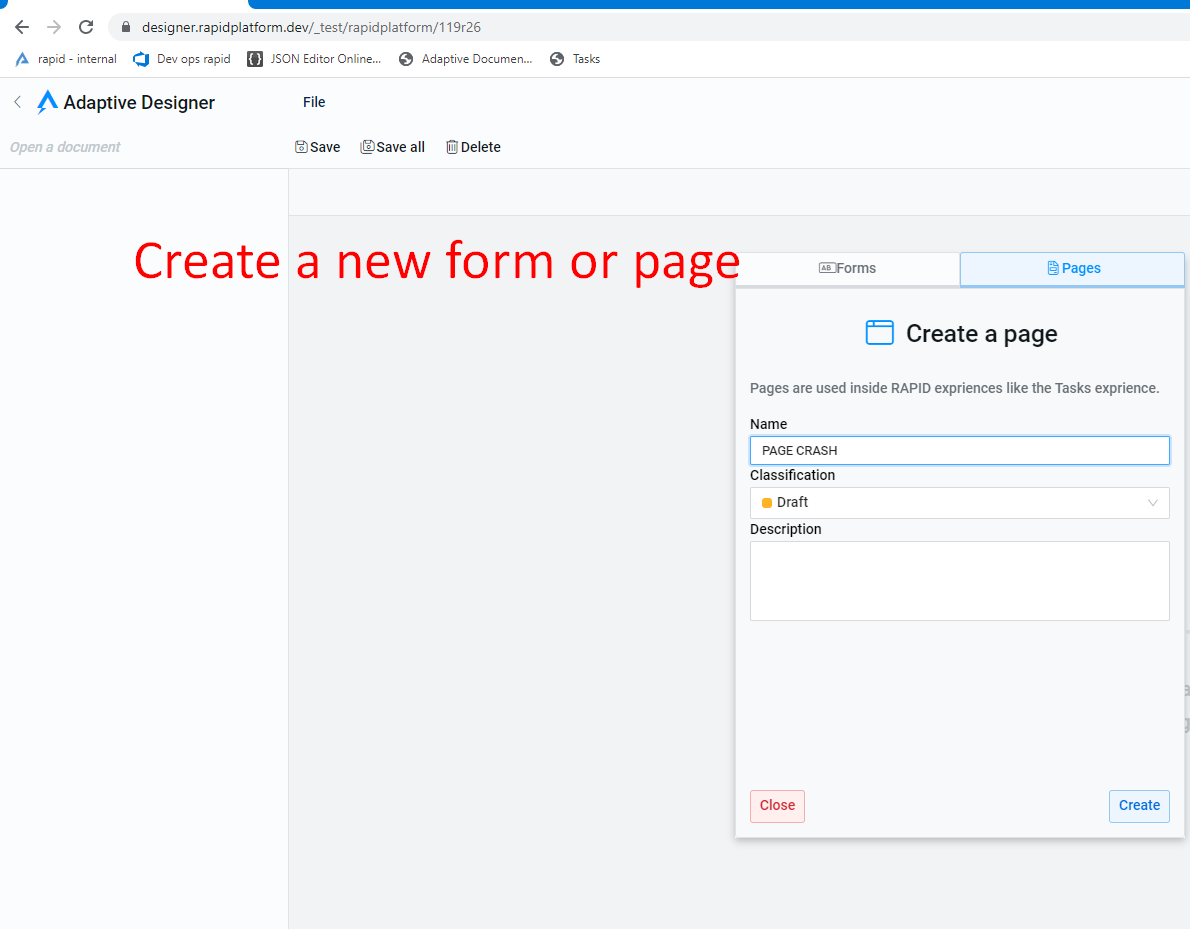 designer.rapidplatform.dev/_test/rapidplatform/119r26
rapid - internal
Dev ops rapid
JSON Editor Online...
Adaptive Documen...
Tasks
Adaptive Designer
File
Open a document
Save
Save all
Delete
Create a new form or page
AB Forms
Pages
Create a page
Pages are used inside RAPID expriences like the Tasks exprience.
Name
PAGE CRASH
Classification
Draft
Description
Close
Create